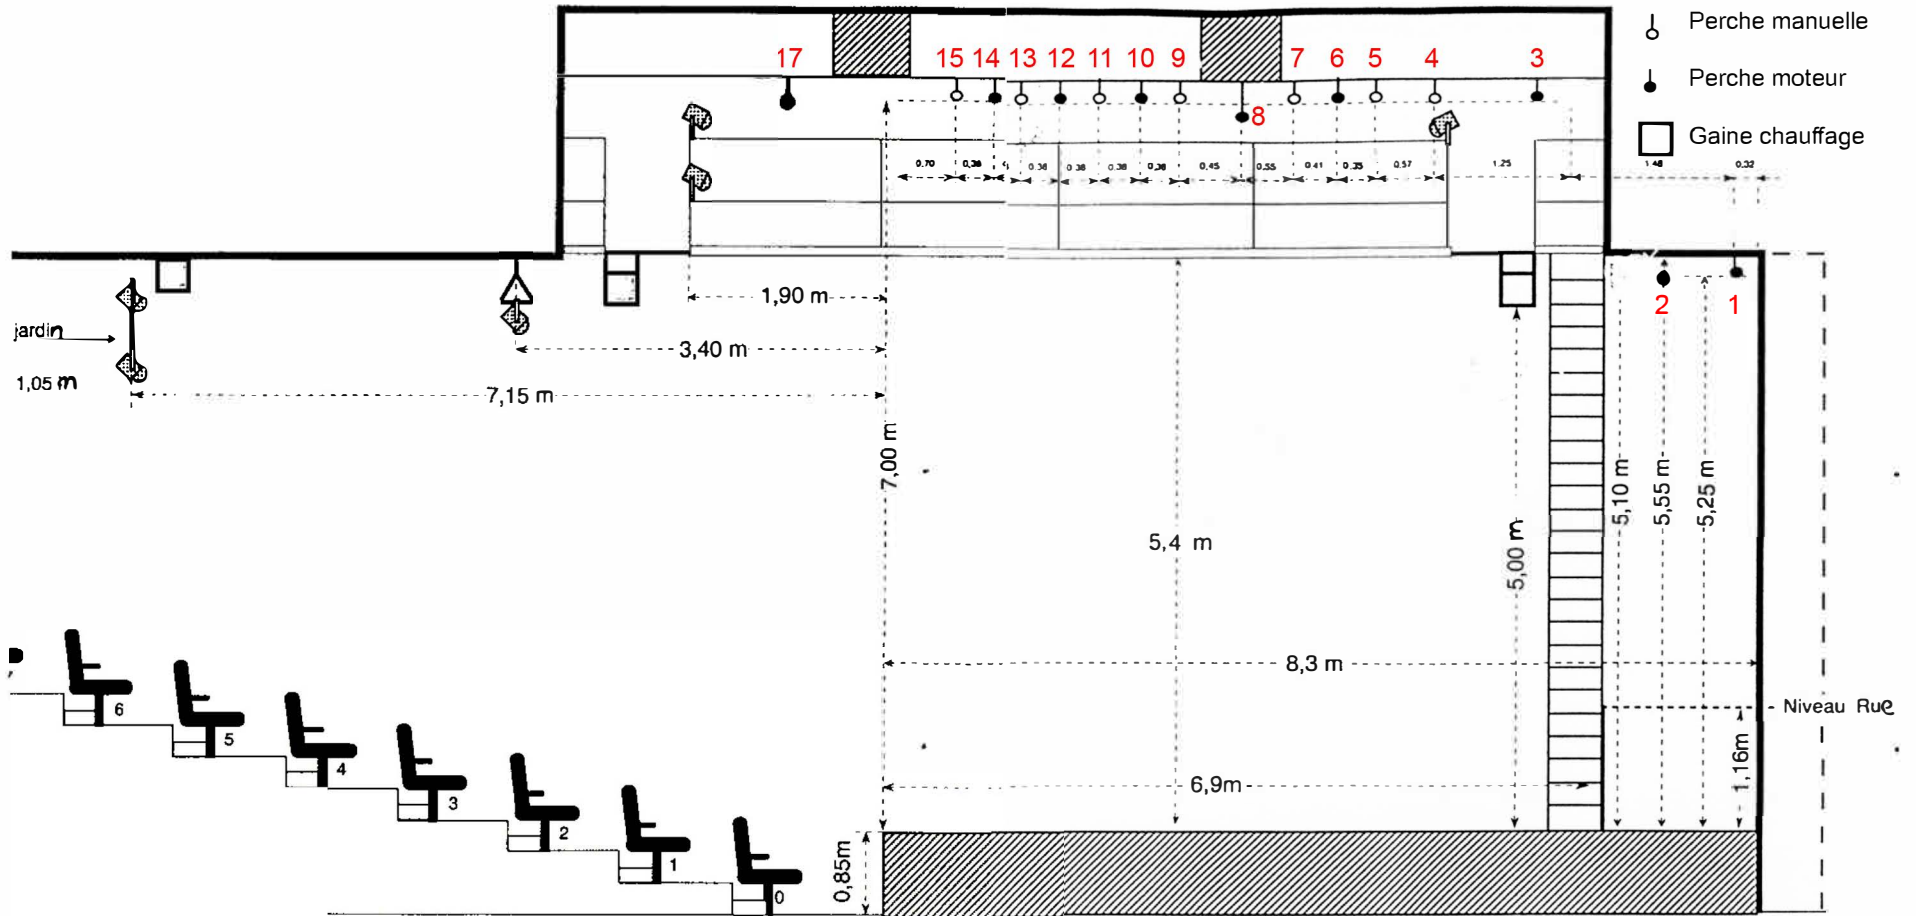 Perche manuelle
Perche moteur
Gaine chauffage
17 15 14 13 12 11 10 9 7 6 5 4 3
8
0.70 0.38 0.38 0.38 0.38 0.38 0.45 0.55 0.41 0.35 0.57 1.25 1.48 0.32
2 1
1,90 m
jardin
3,40 m
1,05 m
7,15 m
7,00 m
5,4 m
5,00 m
5,10 m
5,55 m
5,25 m
8,3 m
Niveau Rue
1,16m
6,9m
0,85m
6
5
4
3
2
1
0